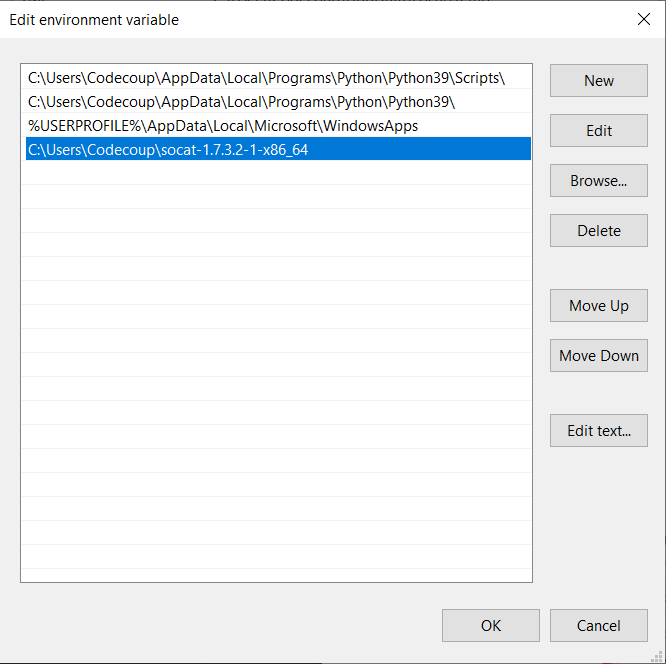 Edit environment variable
C:\Users\Codecoup\AppData\Local\Programs\Python\Python39\Scripts\
C:\Users\Codecoup\AppData\Local\Programs\Python\Python39\
%USERPROFILE%\AppData\Local\Microsoft\WindowsApps
C:\Users\Codecoup\socat-1.7.3.2-1-x86_64
New
Edit
Browse...
Delete
Move Up
Move Down
Edit text...
OK
Cancel